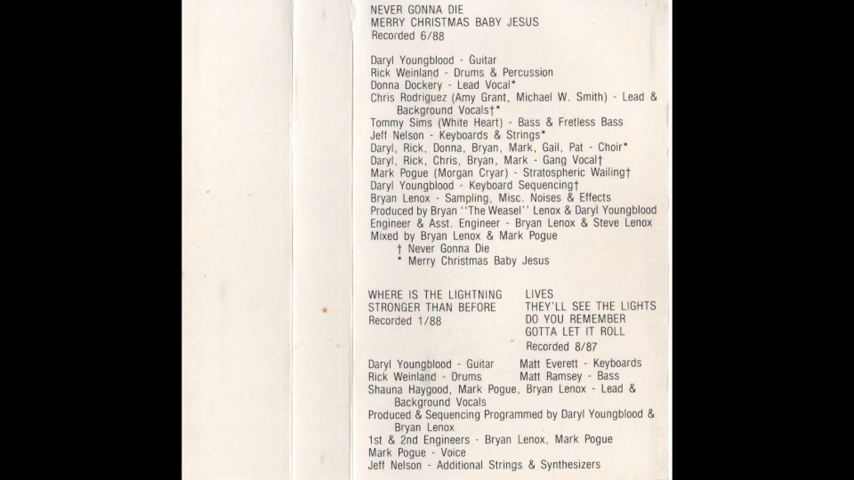 NEVER GONNA DIE
MERRY CHRISTMAS BABY JESUS
Recorded 6/88
Daryl Youngblood - Guitar
Rick Weinland - Drums & Percussion
Donna Dockery - Lead Vocal*
Chris Rodriguez (Amy Grant, Michael W. Smith) - Lead &
Background Vocals†*
Tommy Sims (White Heart) - Bass & Fretless Bass
Jeff Nelson - Keyboards & Strings*
Daryl, Rick, Donna, Bryan, Mark, Gail, Pat - Choir*
Daryl, Rick, Chris, Bryan, Mark - Gang Vocal†
Mark Pogue (Morgan Cryar) - Stratospheric Wailing†
Daryl Youngblood - Keyboard Sequencing†
Bryan Lenox - Sampling, Misc. Noises & Effects
Produced by Bryan "The Weasel" Lenox & Daryl Youngblood
Engineer & Asst. Engineer - Bryan Lenox & Steve Lenox
Mixed by Bryan Lenox & Mark Pogue
† Never Gonna Die
* Merry Christmas Baby Jesus
WHERE IS THE LIGHTNING
STRONGER THAN BEFORE
Recorded 1/88
LIVES
THEY'LL SEE THE LIGHTS
DO YOU REMEMBER
GOTTA LET IT ROLL
Recorded 8/87
Daryl Youngblood - Guitar
Matt Everett - Keyboards
Rick Weinland - Drums
Matt Ramsey - Bass
Shauna Haygood, Mark Pogue, Bryan Lenox - Lead &
Background Vocals
Produced & Sequencing Programmed by Daryl Youngblood &
Bryan Lenox
1st & 2nd Engineers - Bryan Lenox, Mark Pogue
Mark Pogue - Voice
Jeff Nelson - Additional Strings & Synthesizers